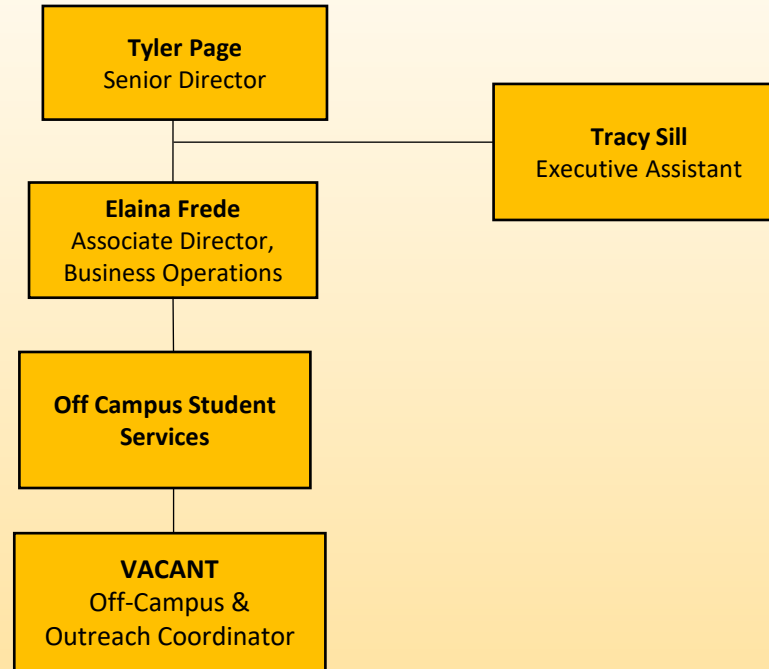 Tyler Page
Senior Director
Tracy Sill
Executive Assistant
Elaina Frede
Associate Director,
Business Operations
Off Campus Student
Services
VACANT
Off-Campus &
Outreach Coordinator